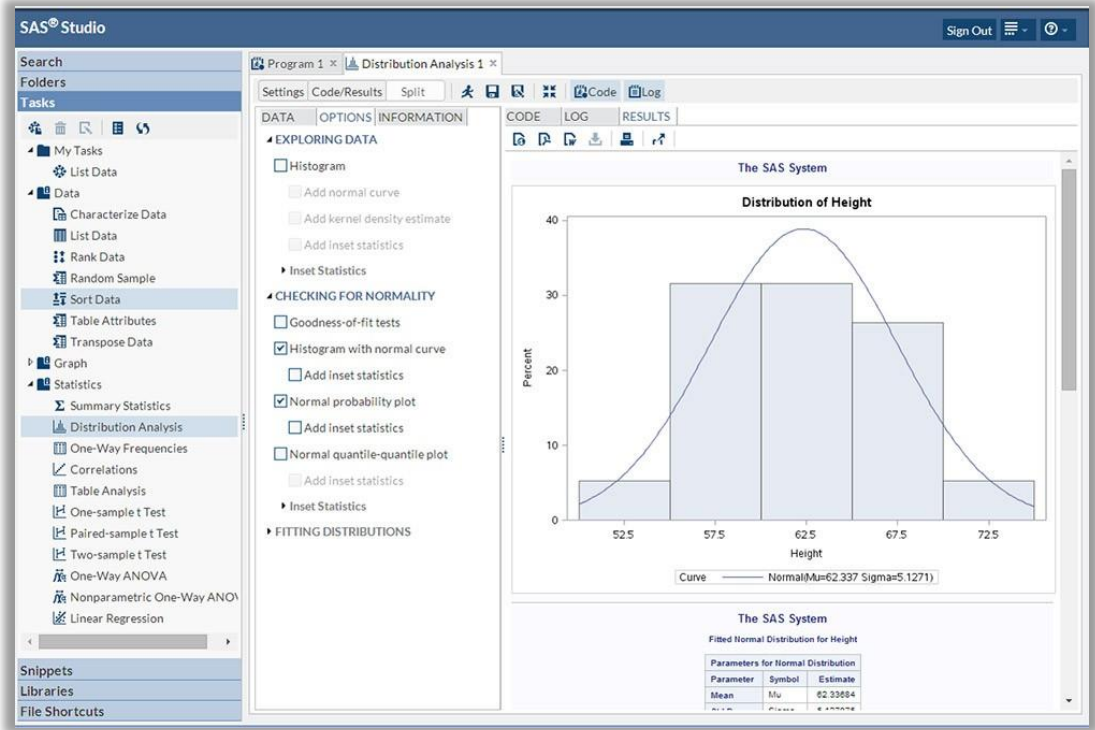 SAS® Studio
Sign Out
Search
Folders
Tasks
My Tasks
List Data
Data
Characterize Data
List Data
Rank Data
Random Sample
Sort Data
Table Attributes
Transpose Data
Graph
Statistics
Summary Statistics
Distribution Analysis
One-Way Frequencies
Correlations
Table Analysis
One-sample t Test
Paired-sample t Test
Two-sample t Test
One-Way ANOVA
Nonparametric One-Way ANOV
Linear Regression
Snippets
Libraries
File Shortcuts
Program 1 × Distribution Analysis 1 ×
Settings Code/Results Split Code Log
DATA OPTIONS INFORMATION
EXPLORING DATA
Histogram
Add normal curve
Add kernel density estimate
Add inset statistics
Inset Statistics
CHECKING FOR NORMALITY
Goodness-of-fit tests
Histogram with normal curve
Add inset statistics
Normal probability plot
Add inset statistics
Normal quantile-quantile plot
Add inset statistics
Inset Statistics
FITTING DISTRIBUTIONS
CODE LOG RESULTS
The SAS System
Distribution of Height
40
30
20
10
0
Percent
52.5 57.5 62.5 67.5 72.5
Height
Curve Normal(Mu=62.337 Sigma=5.1271)
The SAS System
Fitted Normal Distribution for Height
Parameters for Normal Distribution
Parameter Symbol Estimate
Mean Mu 62.33684